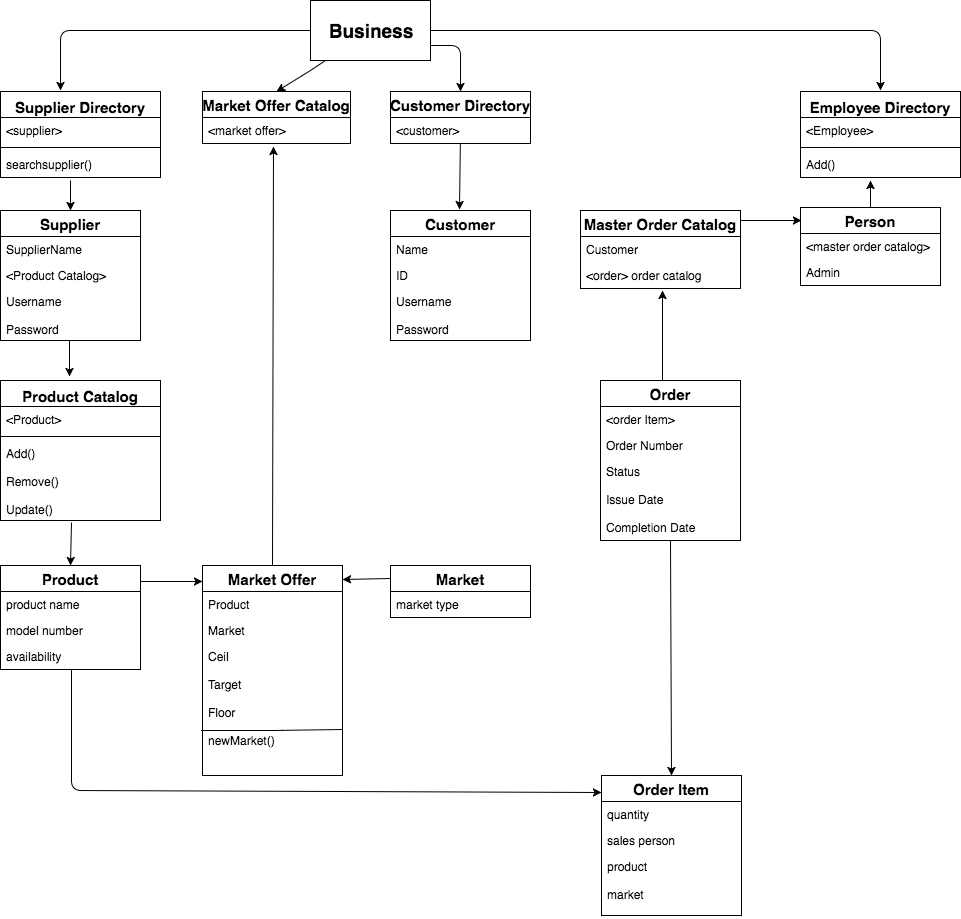 Business
Supplier Directory
<supplier>
searchsupplier()
Market Offer Catalog
<market offer>
Customer Directory
<customer>
Employee Directory
<Employee>
Add()
Supplier
SupplierName
<Product Catalog>
Username
Password
Customer
Name
ID
Username
Password
Master Order Catalog
Customer
<order> order catalog
Person
<master order catalog>
Admin
Product Catalog
<Product>
Add()
Remove()
Update()
Order
<order Item>
Order Number
Status
Issue Date
Completion Date
Product
product name
model number
availability
Market Offer
Product
Market
Ceil
Target
Floor
newMarket()
Market
market type
Order Item
quantity
sales person
product
market